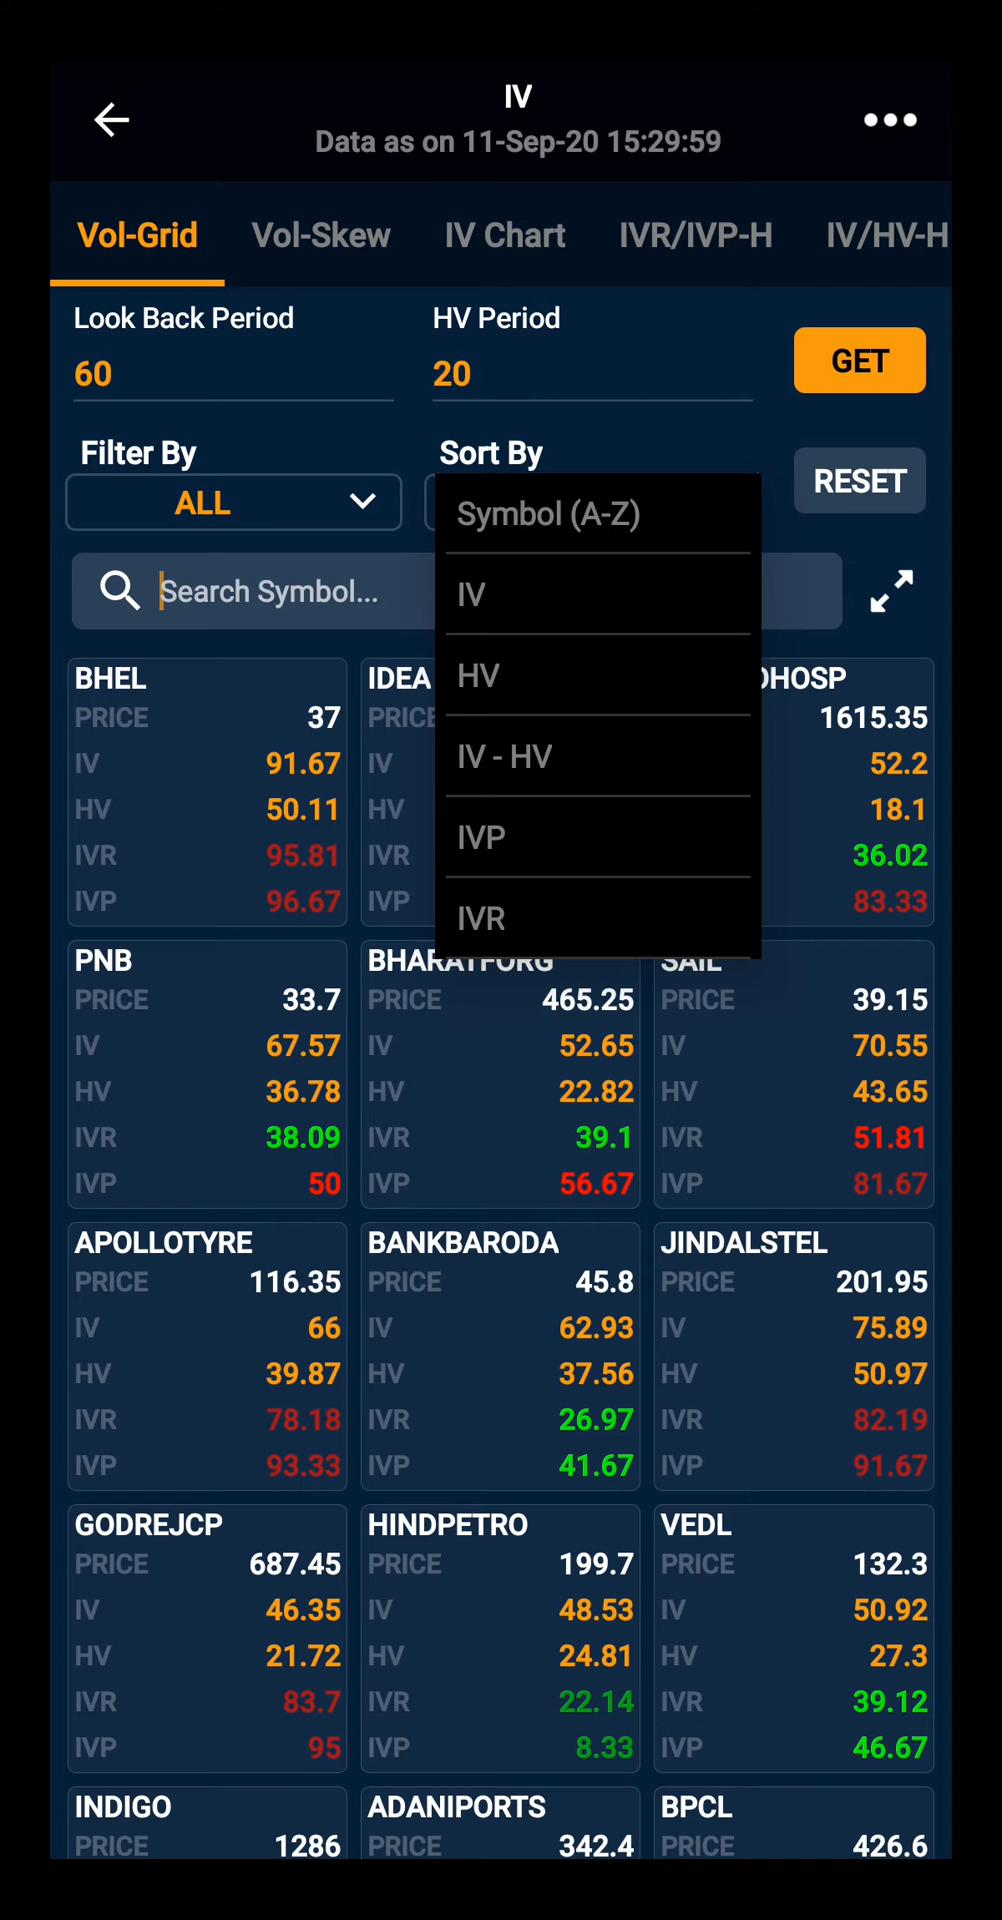 IV
Data as on 11-Sep-20 15:29:59
Vol-Grid Vol-Skew IV Chart IVR/IVP-H IV/HV-H
Look Back Period HV Period
60 20 GET
Filter By Sort By
ALL RESET
Symbol (A-Z)
IV
HV
IV - HV
IVP
IVR
Search Symbol...
BHEL IDEA OHOSP
PRICE 37 PRICE 1615.35
IV 91.67 IV 52.2
HV 50.11 HV 18.1
IVR 95.81 IVR 36.02
IVP 96.67 IVP 83.33
PNB BHARATFORG SAIL
PRICE 33.7 PRICE 465.25 PRICE 39.15
IV 67.57 IV 52.65 IV 70.55
HV 36.78 HV 22.82 HV 43.65
IVR 38.09 IVR 39.1 IVR 51.81
IVP 50 IVP 56.67 IVP 81.67
APOLLOTYRE BANKBARODA JINDALSTEL
PRICE 116.35 PRICE 45.8 PRICE 201.95
IV 66 IV 62.93 IV 75.89
HV 39.87 HV 37.56 HV 50.97
IVR 78.18 IVR 26.97 IVR 82.19
IVP 93.33 IVP 41.67 IVP 91.67
GODREJCP HINDPETRO VEDL
PRICE 687.45 PRICE 199.7 PRICE 132.3
IV 46.35 IV 48.53 IV 50.92
HV 21.72 HV 24.81 HV 27.3
IVR 83.7 IVR 22.14 IVR 39.12
IVP 95 IVP 8.33 IVP 46.67
INDIGO ADANIPORTS BPCL
PRICE 1286 PRICE 342.4 PRICE 426.6